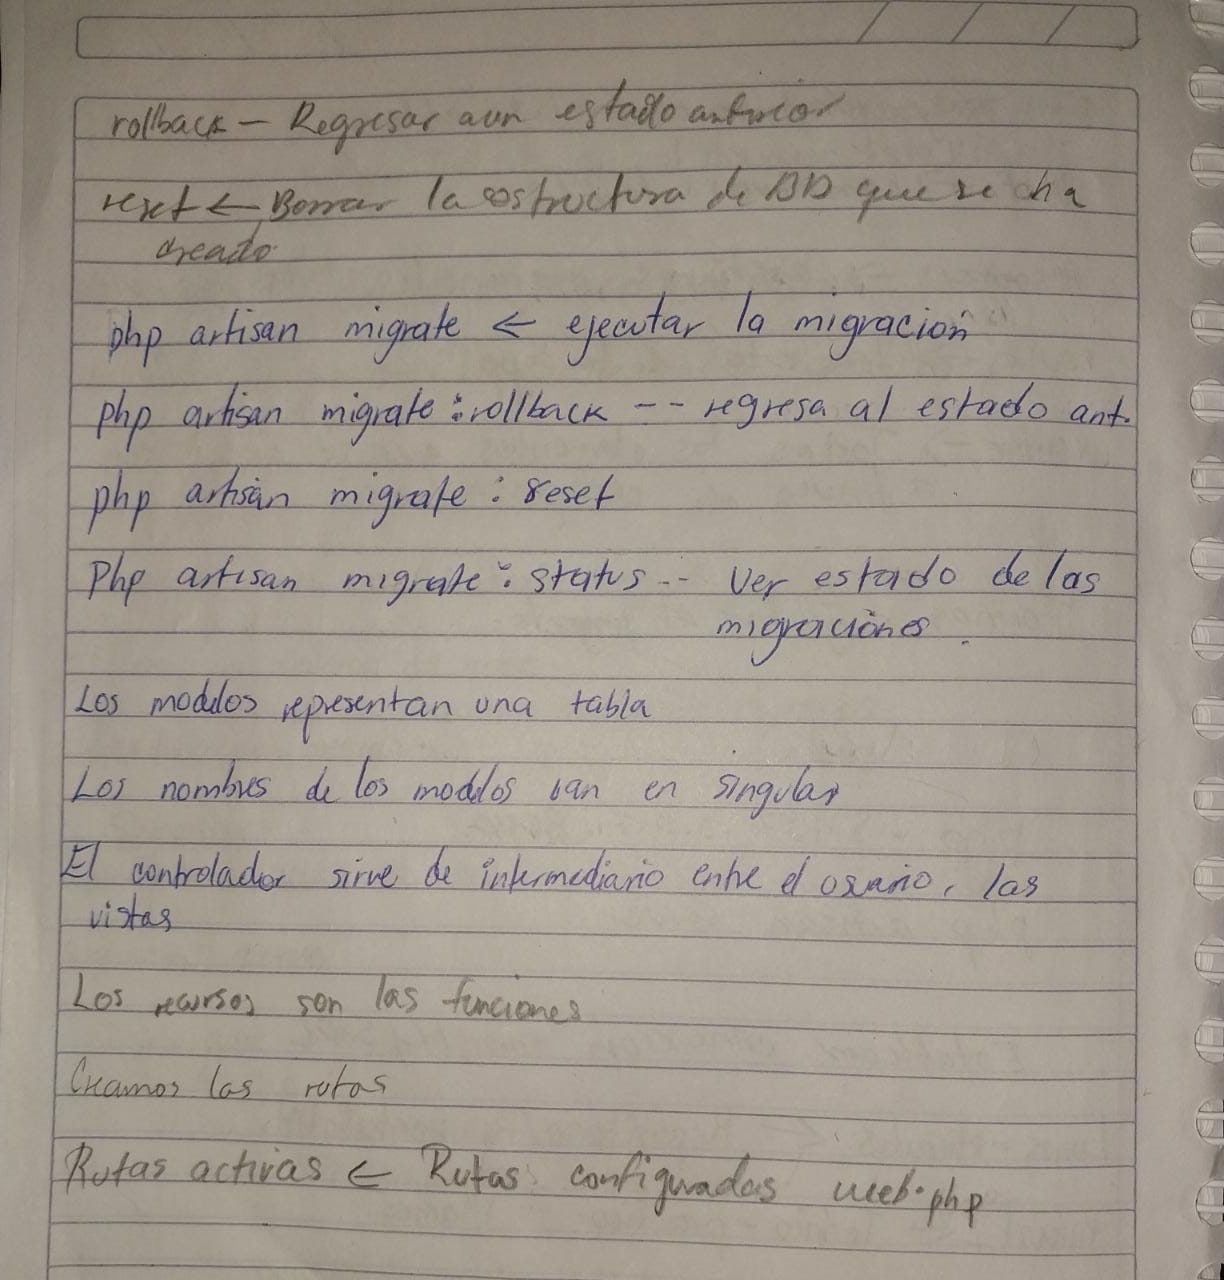 rollback — Regresar aun estado anterior
reset ← Borrar la estructura de BD que se ha
creado
php artisan migrate ← ejecutar la migración
php artisan migrate : rollback -- regresa al estado ant.
php artisan migrate : reset
Php artisan migrate : status -- Ver estado de las
migraciones.
Los modelos representan una tabla
Los nombres de los modelos van en singular
El controlador sirve de intermediario entre el usuario, las
vistas
Los recursos son las funciones
Creamos las rutas
Rutas activas ← Rutas configuradas web.php